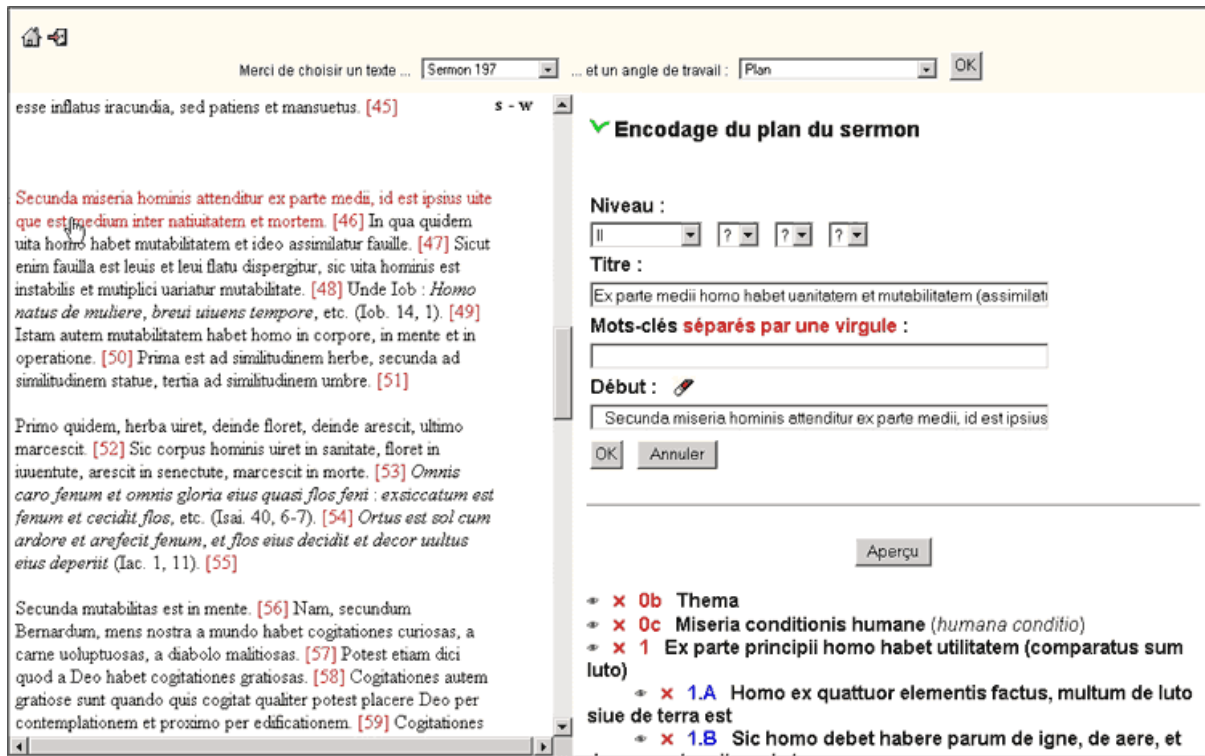 Merci de choisir un texte ... Sermon 197 ... et un angle de travail : Plan OK
esse inflatus iracundia, sed patiens et mansuetus. [45] s - w
Secunda miseria hominis attenditur ex parte medii, id est ipsius uite
que est medium inter natiuitatem et mortem. [46] In qua quidem
uita homo habet mutabilitatem et ideo assimilatur fauille. [47] Sicut
enim fauilla est leuis et leui flatu dispergitur, sic uita hominis est
instabilis et mutiplici uariatur mutabilitate. [48] Unde Iob : Homo
natus de muliere, breui uiuens tempore, etc. (Iob. 14, 1). [49]
Istam autem mutabilitatem habet homo in corpore, in mente et in
operatione. [50] Prima est ad similitudinem herbe, secunda ad
similitudinem statue, tertia ad similitudinem umbre. [51]
Primo quidem, herba uiret, deinde floret, deinde arescit, ultimo
marcescit. [52] Sic corpus hominis uiret in sanitate, floret in
iuuentute, arescit in senectute, marcescit in morte. [53] Omnis
caro fenum et omnis gloria eius quasi flos feni : exsiccatum est
fenum et cecidit flos, etc. (Isai. 40, 6-7). [54] Ortus est sol cum
ardore et arefecit fenum, et flos eius decidit et decor uultus
eius deperiit (Iac. 1, 11). [55]
Secunda mutabilitas est in mente. [56] Nam, secundum
Bernardum, mens nostra a mundo habet cogitationes curiosas, a
carne uoluptuosas, a diabolo malitiosas. [57] Potest etiam dici
quod a Deo habet cogitationes gratiosas. [58] Cogitationes autem
gratiose sunt quando quis cogitat qualiter potest placere Deo per
contemplationem et proximo per edificationem. [59] Cogitationes
Encodage du plan du sermon
Niveau :
II ? ? ?
Titre :
Ex parte medii homo habet uanitatem et mutabilitatem (assimilat
Mots-clés séparés par une virgule :
Début :
Secunda miseria hominis attenditur ex parte medii, id est ipsius
OK Annuler
Aperçu
0b Thema
0c Miseria conditionis humane (humana conditio)
1 Ex parte principii homo habet utilitatem (comparatus sum
luto)
1.A Homo ex quattuor elementis factus, multum de luto
siue de terra est
1.B Sic homo debet habere parum de igne, de aere, et